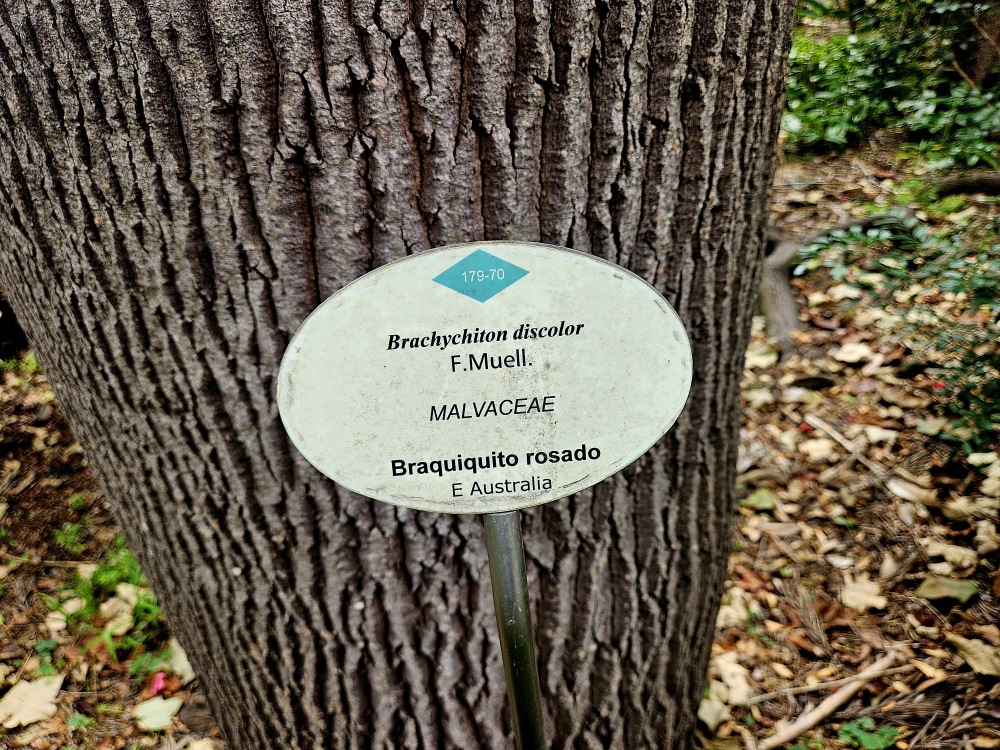 179-70
Brachychiton discolor
F.Muell.
MALVACEAE
Braquiquito rosado
E Australia